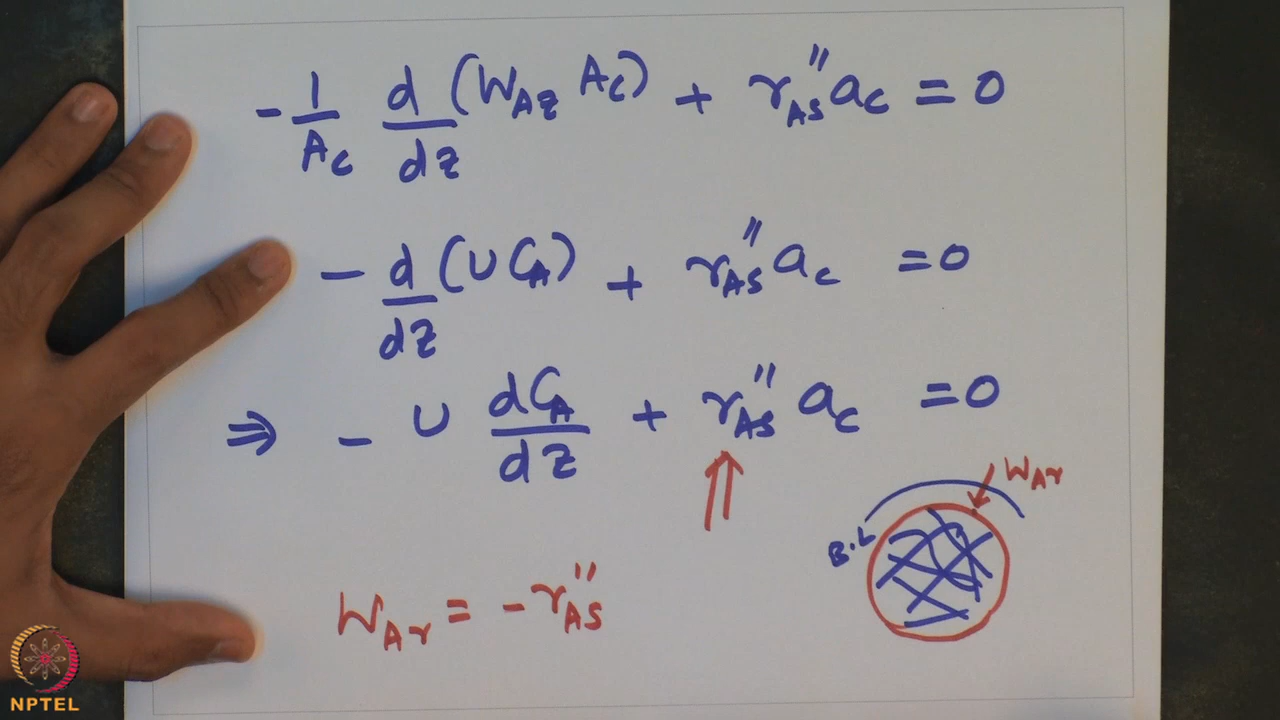 - 1/A_C d/dz (W_Az A_C) + r''_AS a_C = 0
- d/dz (U C_A) + r''_AS a_C = 0
⇒ - U dC_A/dz + r''_AS a_C = 0
W_Ar
B.L
W_Ar = - r''_AS
NPTEL